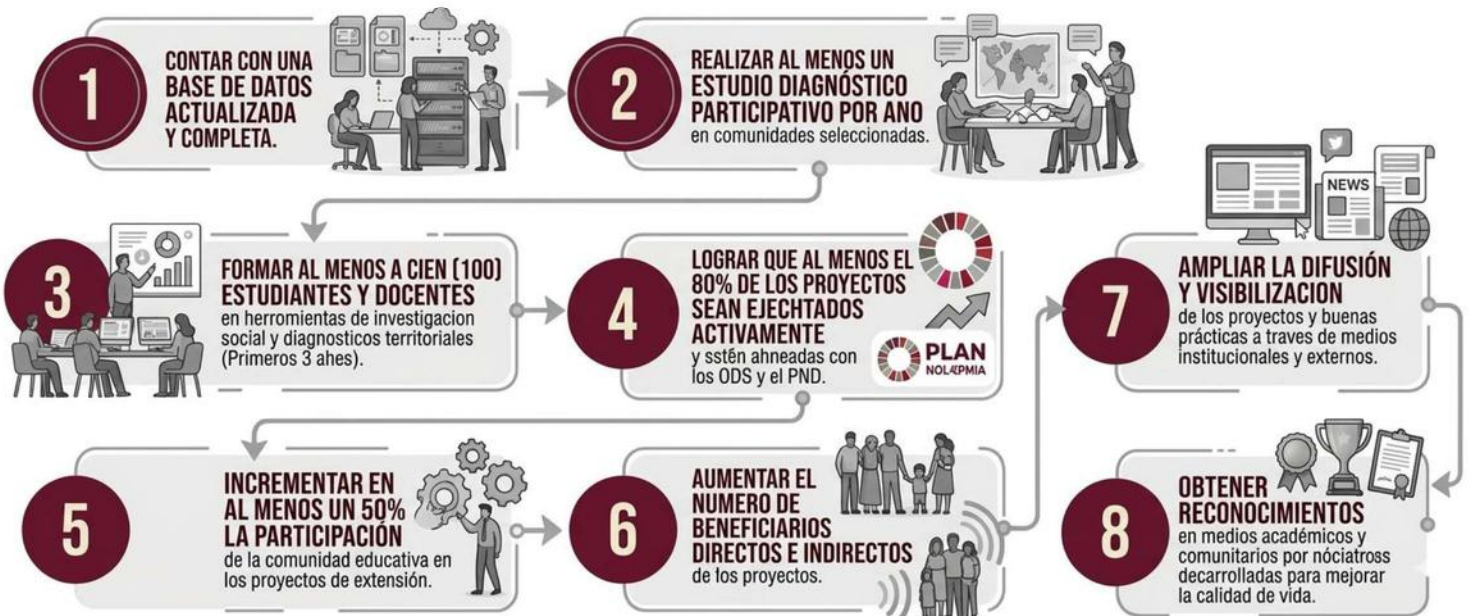 1
CONTAR CON UNA
BASE DE DATOS
ACTUALIZADA
Y COMPLETA.
2
REALIZAR AL MENOS UN
ESTUDIO DIAGNÓSTICO
PARTICIPATIVO POR ANO
en comunidades seleccionadas.
3
FORMAR AL MENOS A CIEN (100)
ESTUDIANTES Y DOCENTES
en herromientas de investigacion
social y diagnosticos territoriales
(Primeros 3 ahes).
4
LOGRAR QUE AL MENOS EL
80% DE LOS PROYECTOS
SEAN EJECHTADOS
ACTIVAMENTE
y sstén ahneadas con
los ODS y el PND.
PLAN
5
INCREMENTAR EN
AL MENOS UN 50%
LA PARTICIPACIÓN
de la comunidad educativa en
los proyectos de extensión.
6
AUMENTAR EL
NUMERO DE
BENEFICIARIOS
DIRECTOS E INDIRECTOS
de los proyectos.
NEWS
7
AMPLIAR LA DIFUSIÓN
Y VISIBILIZACION
de los proyectos y buenas
prácticas a traves de medios
institucionales y externos.
8
OBTENER
RECONOCIMIENTOS
en medios académicos y
comunitarios por nóciatross
decarrolladas para mejorar
la calidad de vida.